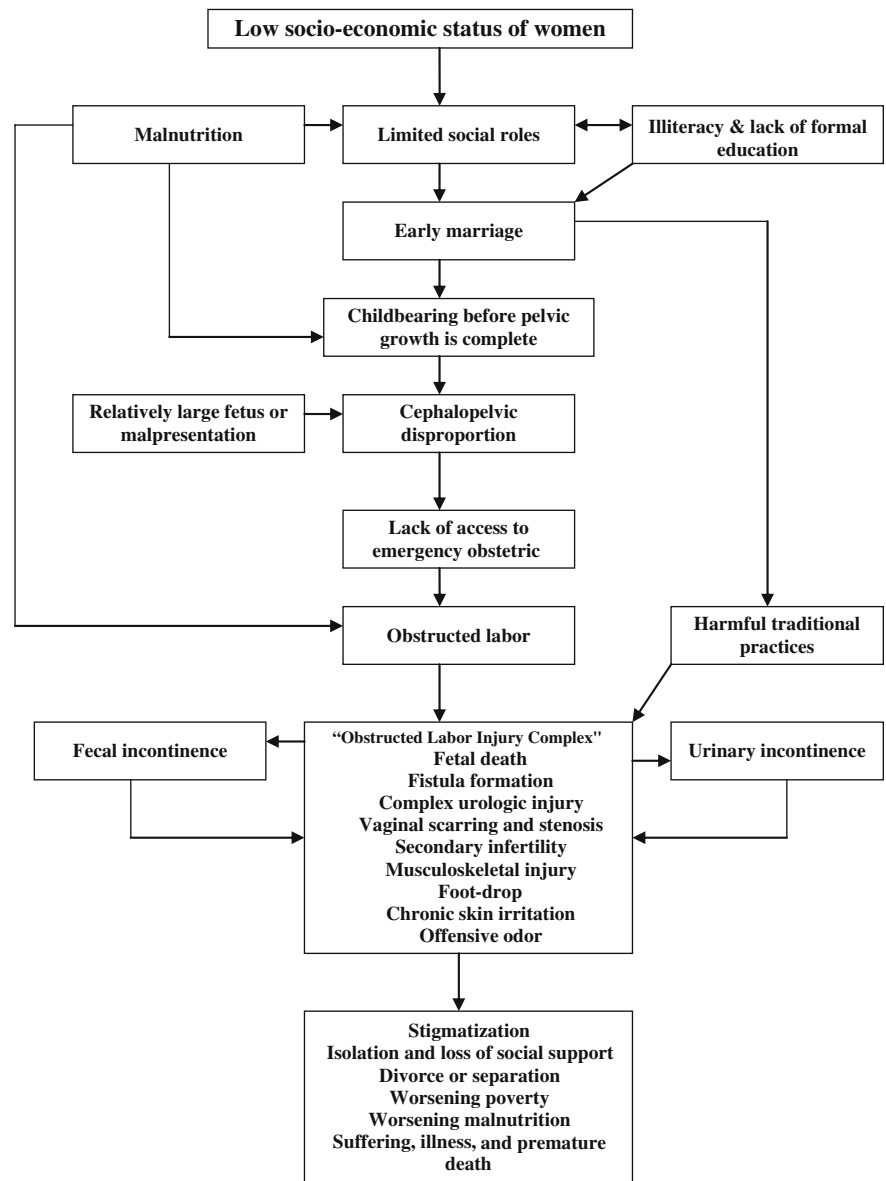 Low socio-economic status of women
Malnutrition
Limited social roles
Illiteracy & lack of formal
education
Early marriage
Childbearing before pelvic
growth is complete
Relatively large fetus or
malpresentation
Cephalopelvic
disproportion
Lack of access to
emergency obstetric
Obstructed labor
Harmful traditional
practices
Fecal incontinence
“Obstructed Labor Injury Complex"
Fetal death
Fistula formation
Complex urologic injury
Vaginal scarring and stenosis
Secondary infertility
Musculoskeletal injury
Foot-drop
Chronic skin irritation
Offensive odor
Urinary incontinence
Stigmatization
Isolation and loss of social support
Divorce or separation
Worsening poverty
Worsening malnutrition
Suffering, illness, and premature
death